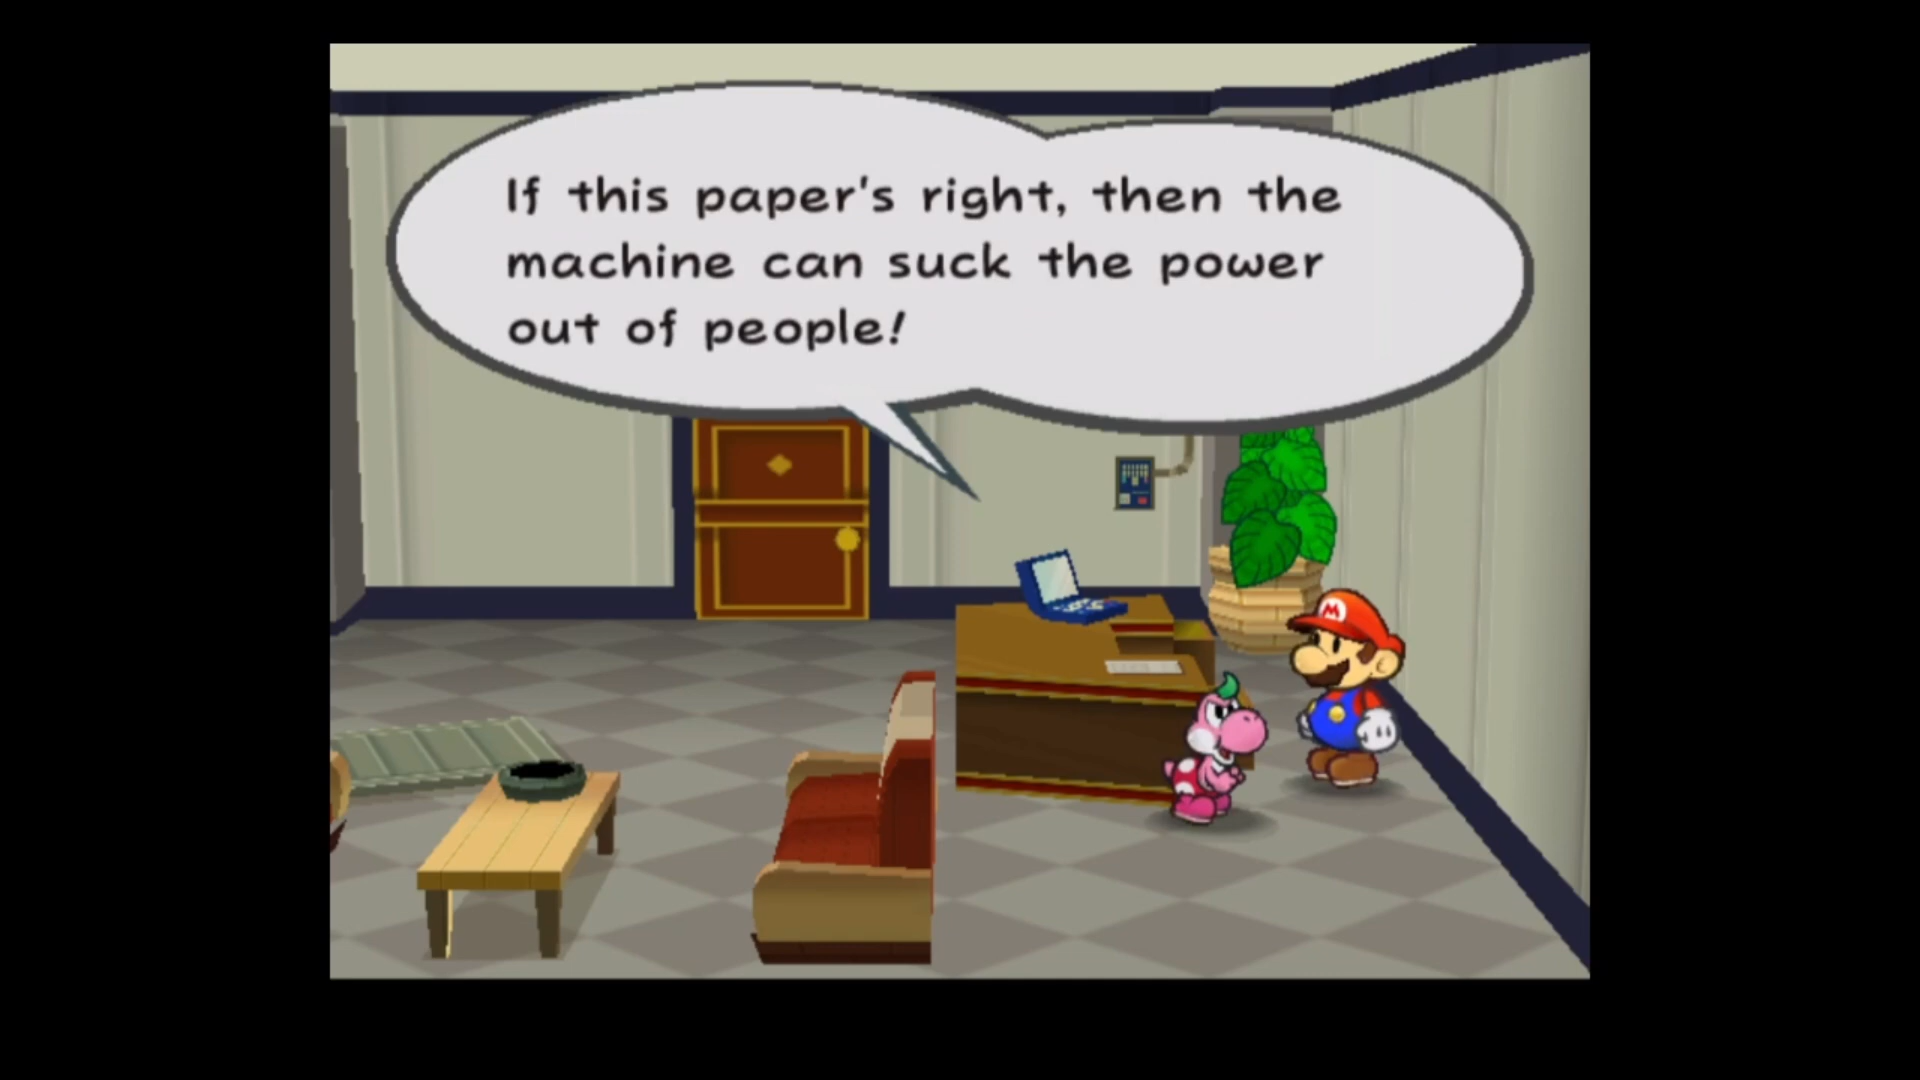 If this paper's right, then the
machine can suck the power
out of people!
M